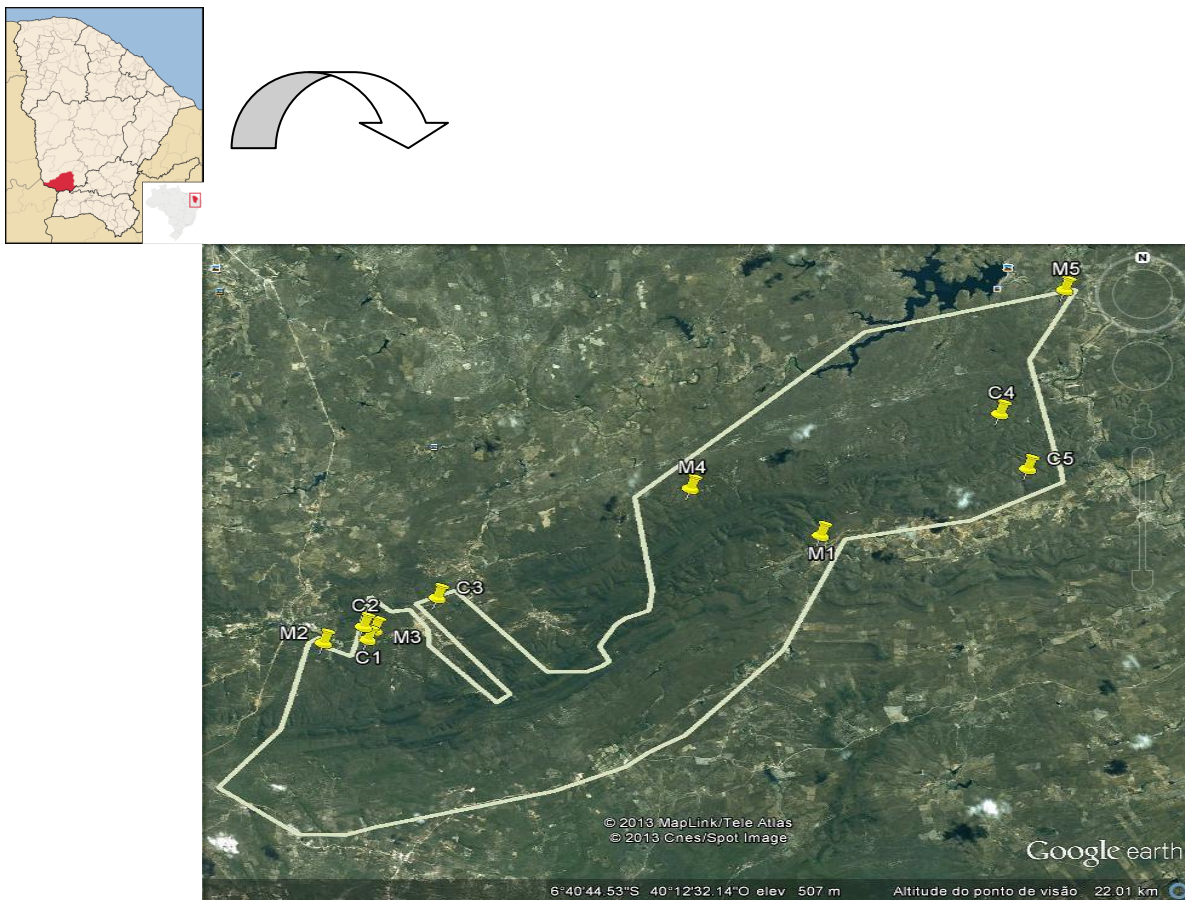 N
M5
C4
C5
M4
M1
C3
C2
M2
M3
C1
© 2013 MapLink/Tele Atlas
© 2013 Cnes/Spot Image
Google earth
6°40'44.53"S 40°12'32.14"O elev 507 m Altitude do ponto de visão 22.01 km